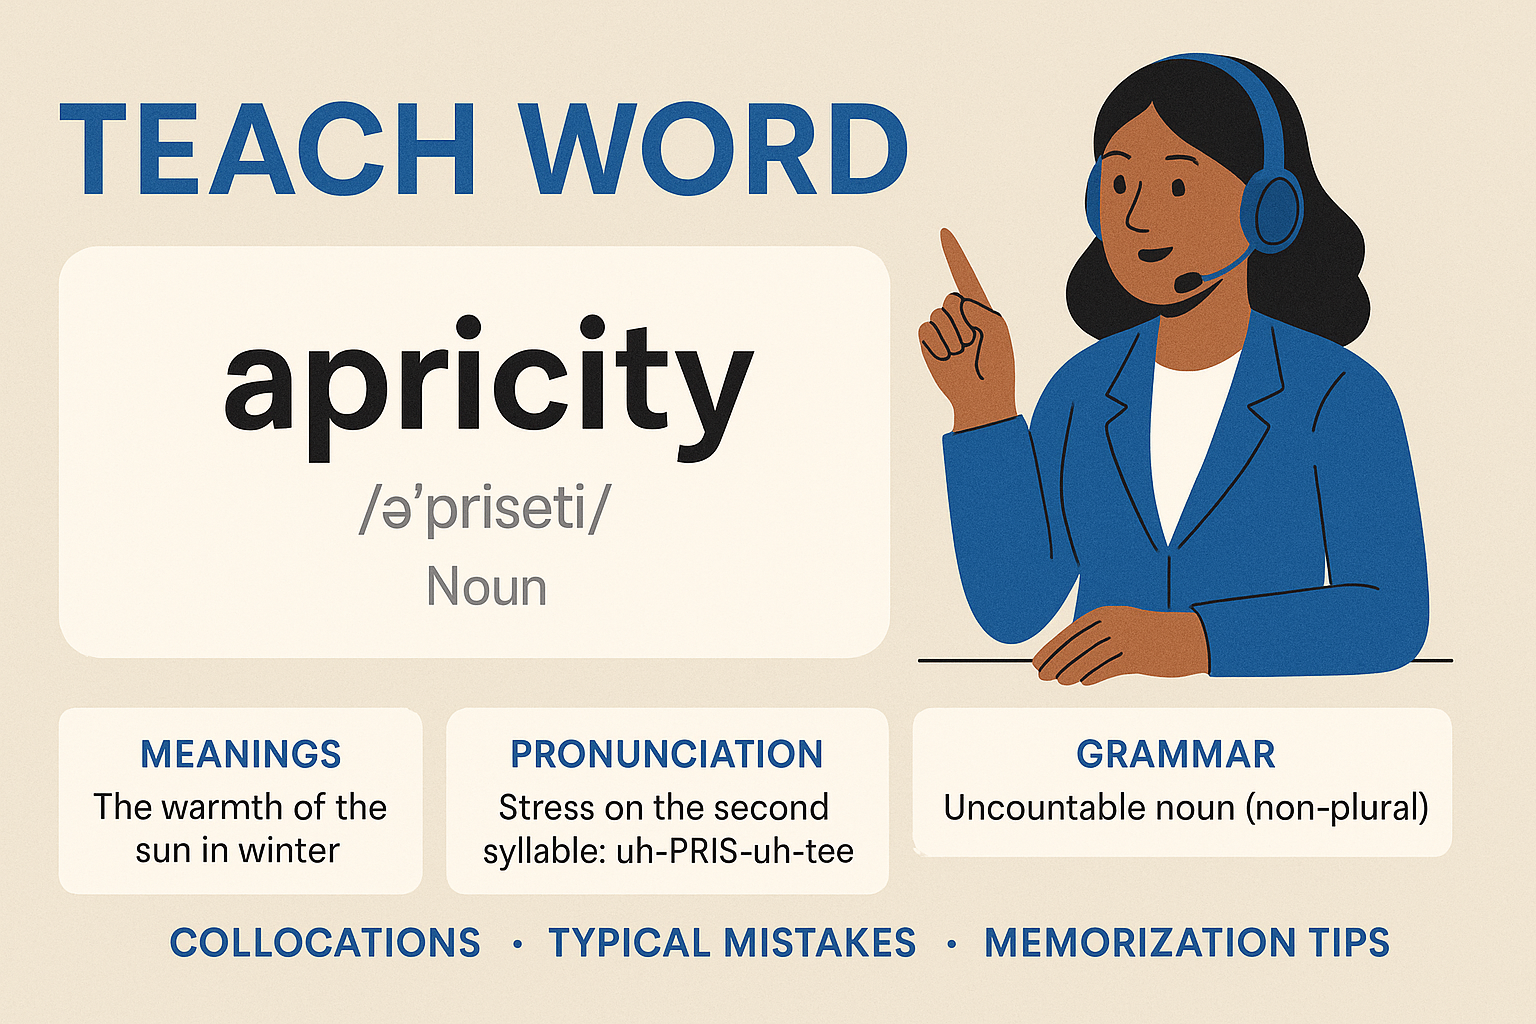 TEACH WORD
apricity
/ə’priseti/
Noun
MEANINGS
The warmth of the
sun in winter
PRONUNCIATION
Stress on the second
syllable: uh-PRIS-uh-tee
GRAMMAR
Uncountable noun (non-plural)
COLLOCATIONS • TYPICAL MISTAKES • MEMORIZATION TIPS